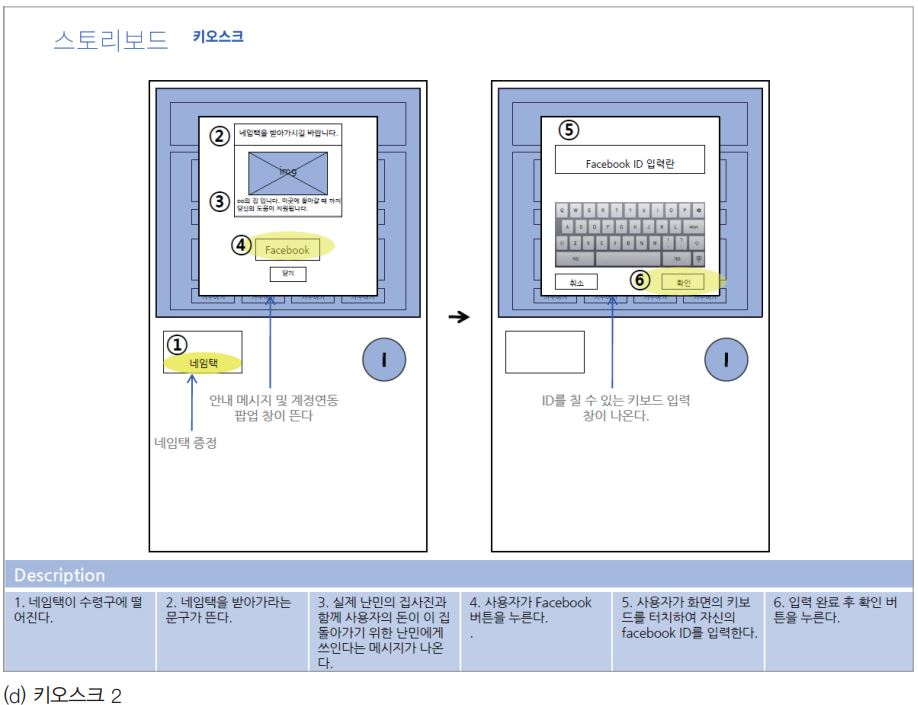 스토리보드 키오스크
② 네임택을 받아가시길 바랍니다.
img
③ oo의 집 입니다. 이곳에 돌아갈 때 까지
당신의 도움이 지원됩니다.
④ Facebook
닫기
① 네임택
안내 메시지 및 계정연동
팝업 창이 뜬다
네임택 증정
⑤
Facebook ID 입력란
Q W E R T Y U I O P
A S D F G H J K L
Z X C V B N M
취소
⑥ 확인
ID를 칠 수 있는 키보드 입력
창이 나온다.
Description
1. 네임택이 수령구에 떨
어진다.
2. 네임택을 받아가라는
문구가 뜬다.
3. 실제 난민의 집사진과
함께 사용자의 돈이 이 집
돌아가기 위한 난민에게
쓰인다는 메시지가 나온
다.
4. 사용자가 Facebook
버튼을 누른다.
.
5. 사용자가 화면의 키보
드를 터치하여 자신의
facebook ID를 입력한다.
6. 입력 완료 후 확인 버
튼을 누른다.
(d) 키오스크 2